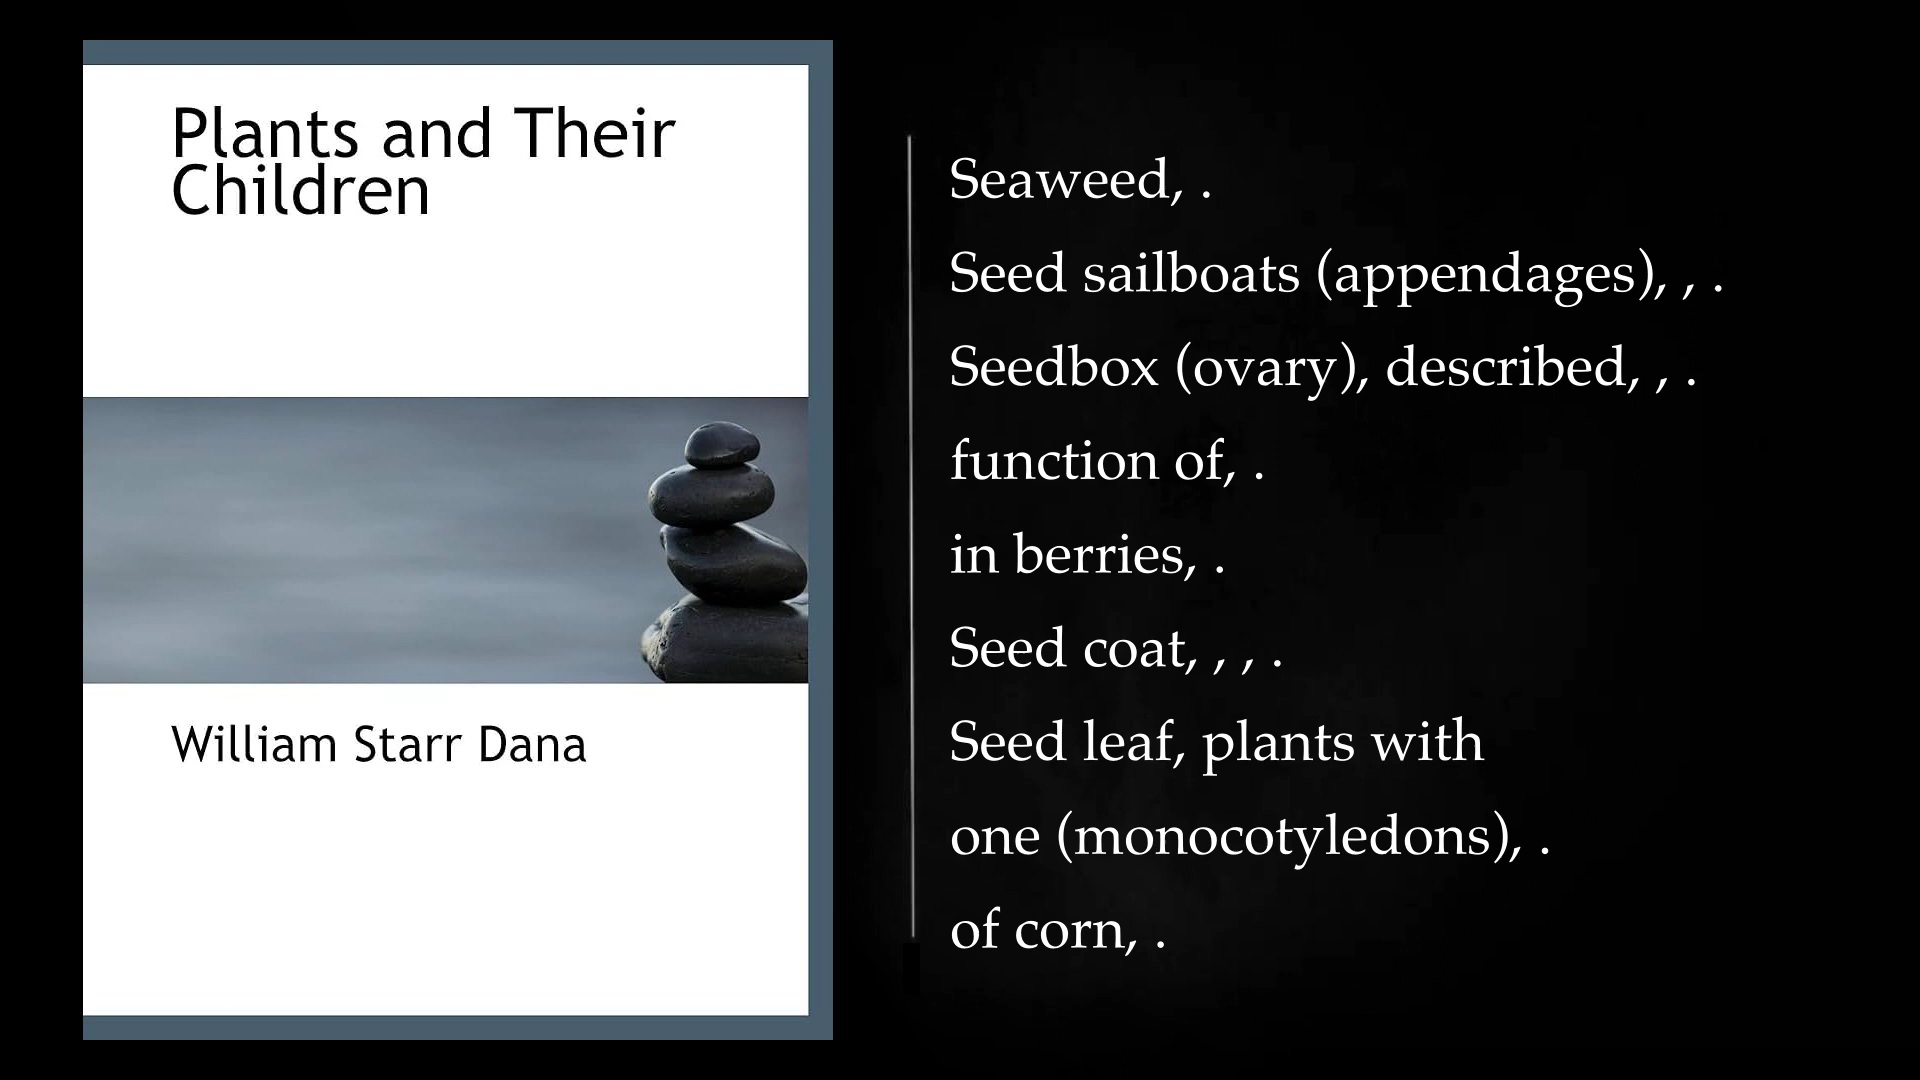 Plants and Their
Children
William Starr Dana
Seaweed, .
Seed sailboats (appendages), , .
Seedbox (ovary), described, , .
function of, .
in berries, .
Seed coat, , , .
Seed leaf, plants with
one (monocotyledons), .
of corn, .